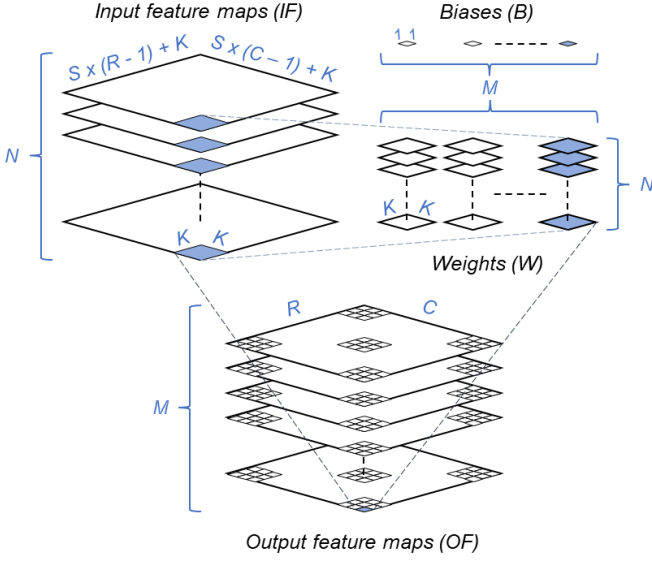 Input feature maps (IF)
Biases (B)
S x (R - 1) + K
S x (C - 1) + K
1 1
M
N
N
K K
K K
Weights (W)
R
C
M
Output feature maps (OF)